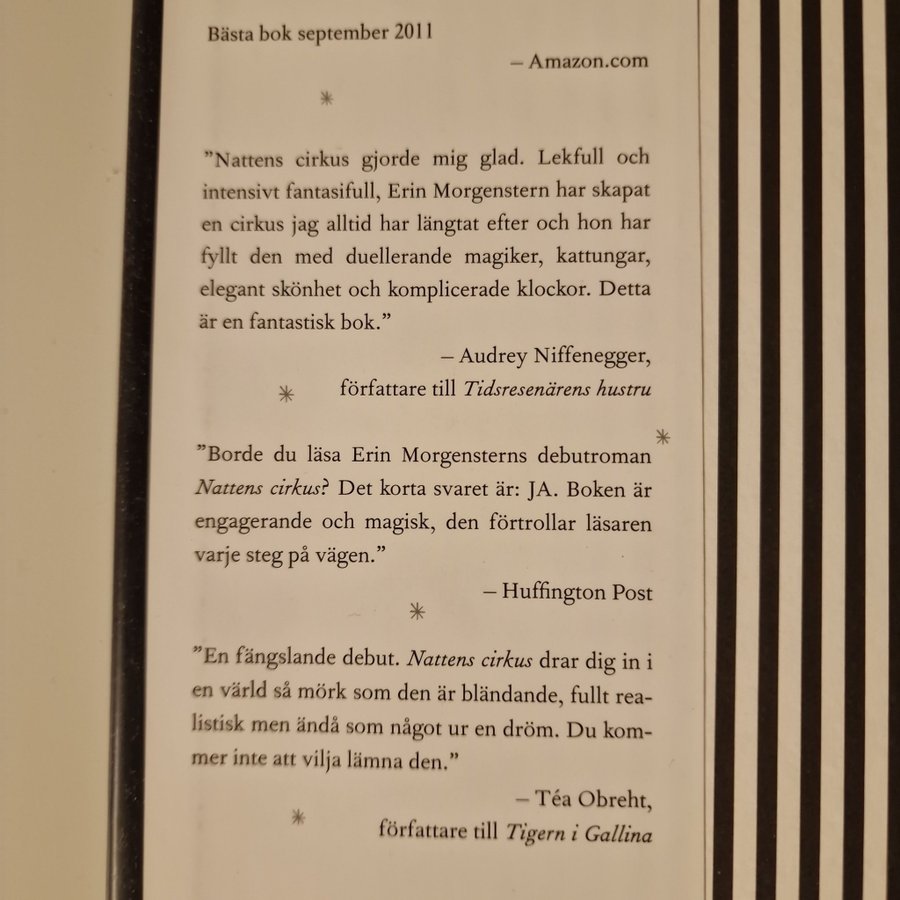 Bästa bok september 2011
– Amazon.com
”Nattens cirkus gjorde mig glad. Lekfull och
intensivt fantasifull, Erin Morgenstern har skapat
en cirkus jag alltid har längtat efter och hon har
fyllt den med duellerande magiker, kattungar,
elegant skönhet och komplicerade klockor. Detta
är en fantastisk bok.”
– Audrey Niffenegger,
författare till Tidsresenärens hustru
”Borde du läsa Erin Morgensterns debutroman
Nattens cirkus? Det korta svaret är: JA. Boken är
engagerande och magisk, den förtrollar läsaren
varje steg på vägen.”
– Huffington Post
”En fängslande debut. Nattens cirkus drar dig in i
en värld så mörk som den är bländande, fullt rea-
listisk men ändå som något ur en dröm. Du kom-
mer inte att vilja lämna den.”
– Téa Obreht,
författare till Tigern i Gallina